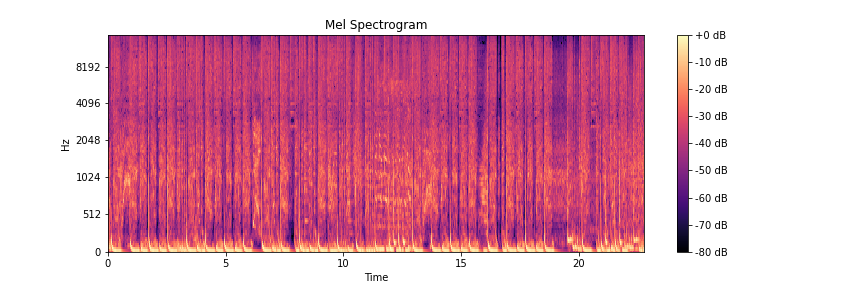 Mel Spectrogram
Hz
8192
4096
2048
1024
512
0
0 5 10 15 20
Time
+0 dB
-10 dB
-20 dB
-30 dB
-40 dB
-50 dB
-60 dB
-70 dB
-80 dB